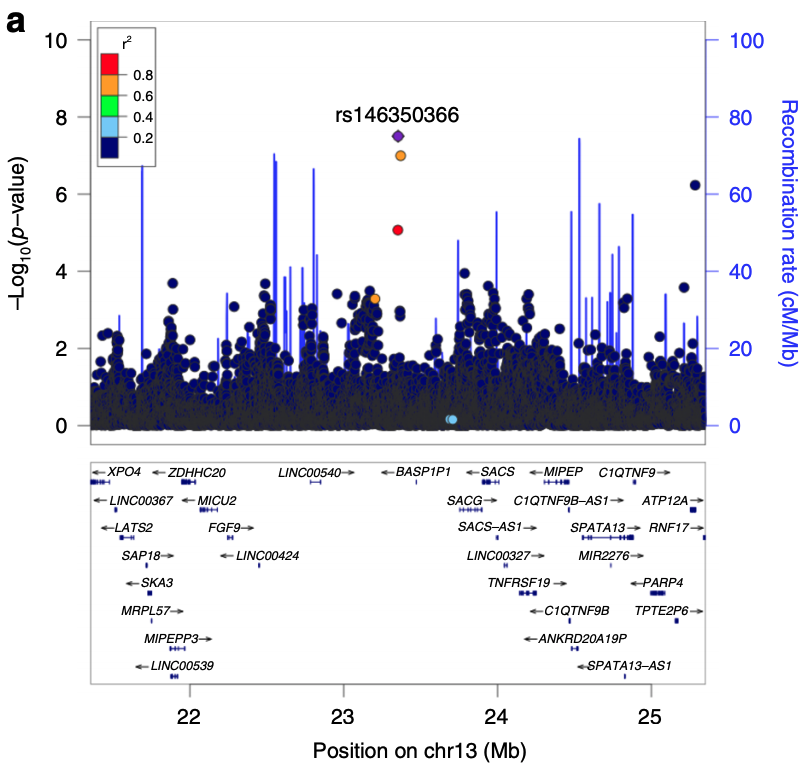 a
r2
0.8
0.6
0.4
0.2
rs146350366
10
8
6
4
2
0
−Log10(p−value)
100
80
60
40
20
0
Recombination rate (cM/Mb)
XPO4 ZDHHC20 LINC00540 BASP1P1 SACS MIPEP C1QTNF9
LINC00367 MICU2 SACG C1QTNF9B−AS1 ATP12A
LATS2 FGF9 SACS−AS1 SPATA13 RNF17
SAP18 LINC00424 LINC00327 MIR2276
SKA3 TNFRSF19 PARP4
MRPL57 C1QTNF9B TPTE2P6
MIPEPP3 ANKRD20A19P
LINC00539 SPATA13−AS1
22 23 24 25
Position on chr13 (Mb)